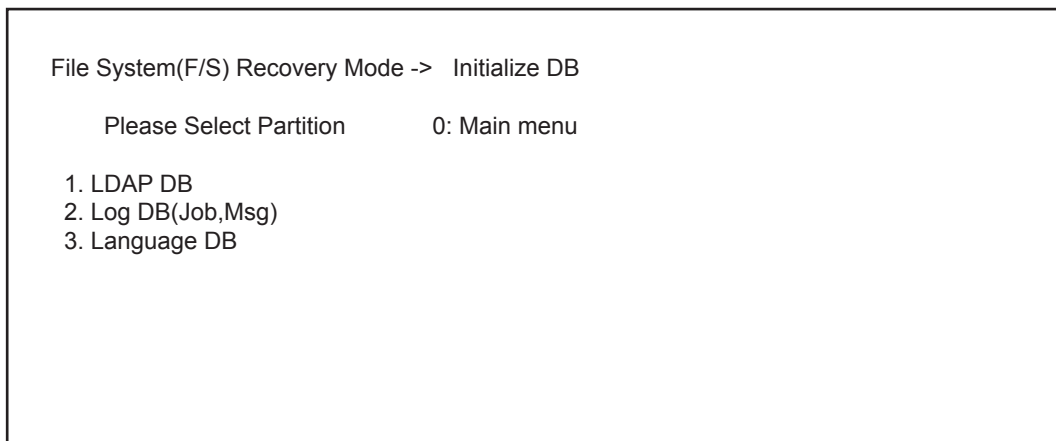 File System(F/S) Recovery Mode -> Initialize DB
Please Select Partition 0: Main menu
1. LDAP DB
2. Log DB(Job,Msg)
3. Language DB